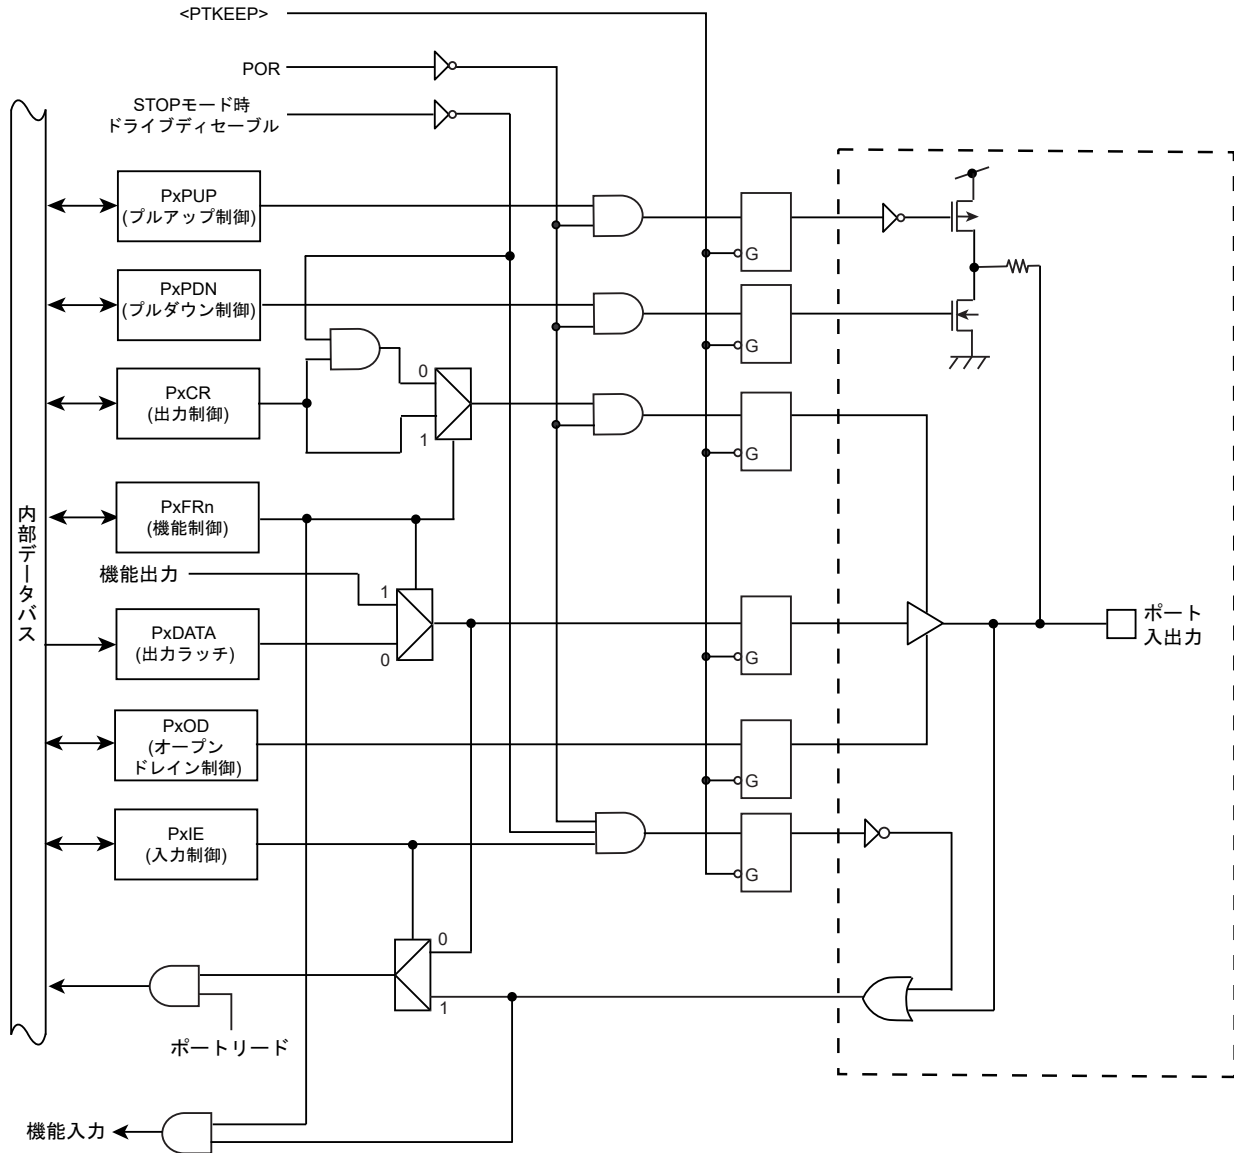 <PTKEEP>
POR
STOPモード時
ドライブディセーブル
PxPUP
(プルアップ制御)
G
PxPDN
(プルダウン制御)
G
PxCR
(出力制御)
0
1
G
内部データバス
PxFRn
(機能制御)
機能出力
1
0
PxDATA
(出力ラッチ)
G
ポート
入出力
PxOD
(オープン
ドレイン制御)
G
PxIE
(入力制御)
G
0
1
ポートリード
機能入力